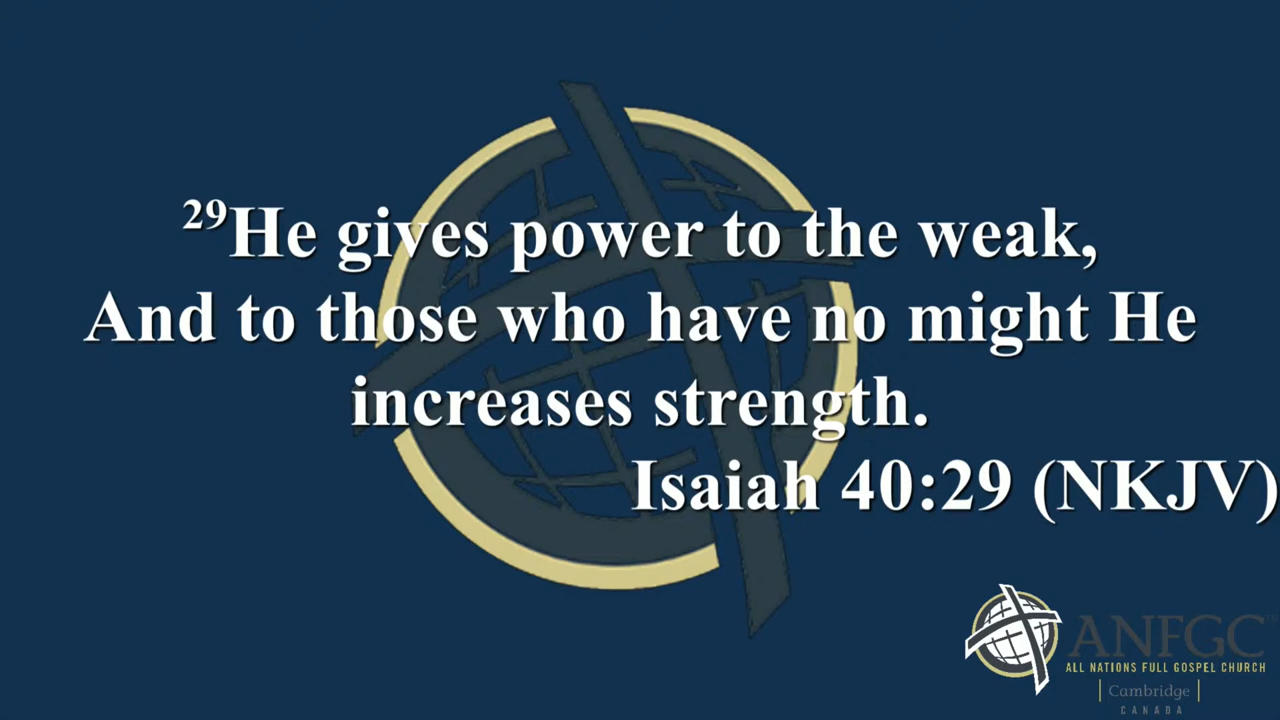 ²⁹He gives power to the weak,
And to those who have no might He
increases strength.
Isaiah 40:29 (NKJV)
ANFGC
ALL NATIONS FULL GOSPEL CHURCH
| Cambridge |
CANADA